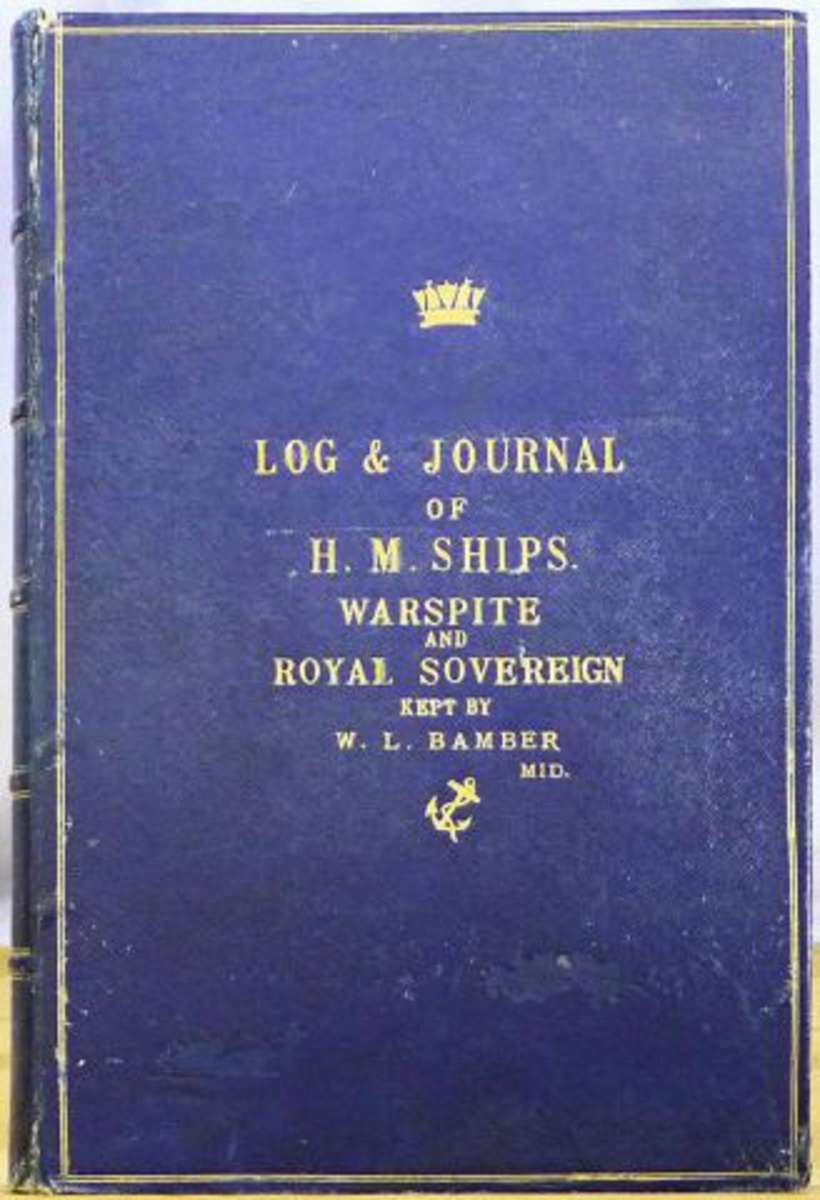 LOG & JOURNAL
OF
H. M. SHIPS.
WARSPITE
AND
ROYAL SOVEREIGN
KEPT BY
W. L. BAMBER
MID.